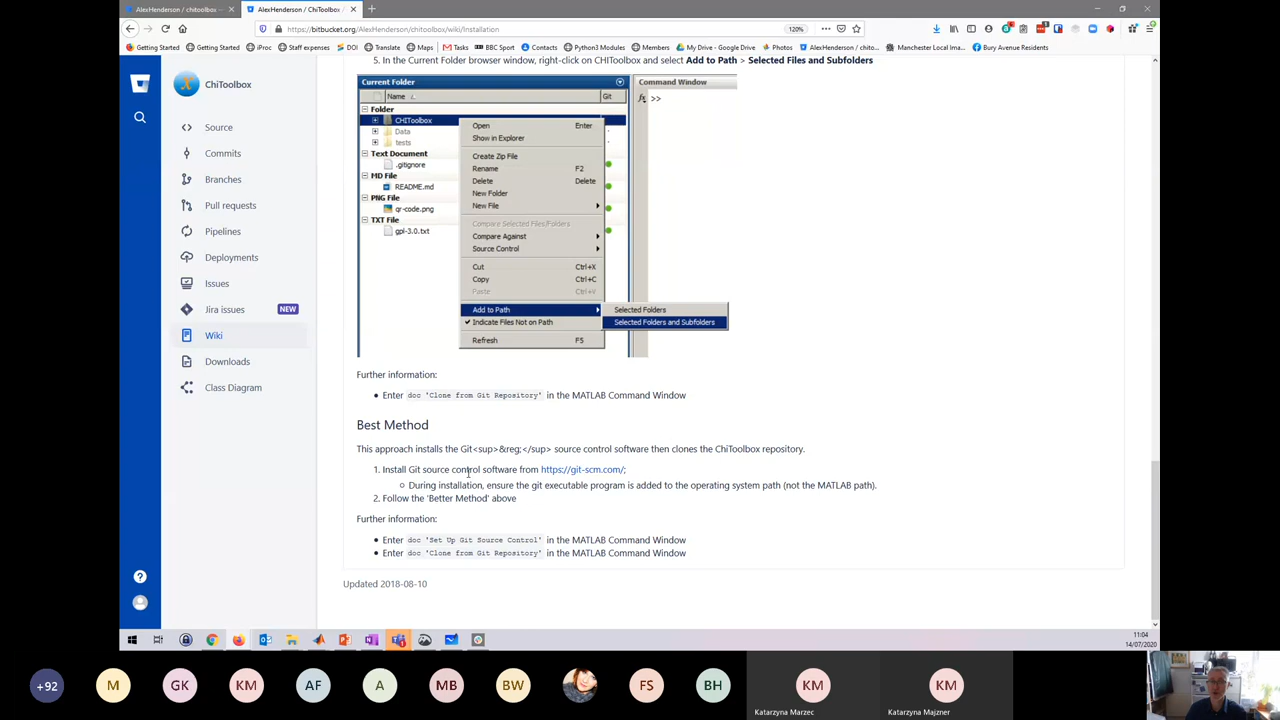 AlexHenderson / chitoolbox
AlexHenderson / ChiToolbox
https://bitbucket.org/AlexHenderson/chitoolbox/wiki/Installation
120%
Getting Started
Getting Started
iProc
Staff expenses
DOI
Translate
Maps
Tasks
BBC Sport
Contacts
Python3 Modules
Members
My Drive - Google Drive
Photos
AlexHenderson / chito...
Manchester Local Ima...
Bury Avenue Residents
ChiToolbox
Source
Commits
Branches
Pull requests
Pipelines
Deployments
Issues
Jira issues NEW
Wiki
Downloads
Class Diagram
5. In the Current Folder browser window, right-click on CHIToolbox and select Add to Path > Selected Files and Subfolders
Current Folder
Command Window
Name
Git
fx >>
Folder
CHIToolbox
Data
tests
Text Document
.gitignore
MD File
README.md
PNG File
qr-code.png
TXT File
gpl-3.0.txt
Open Enter
Show in Explorer
Create Zip File
Rename F2
Delete Delete
New Folder
New File
Compare Selected Files/Folders
Compare Against
Source Control
Cut Ctrl+X
Copy Ctrl+C
Paste Ctrl+V
Add to Path
Indicate Files Not on Path
Refresh F5
Selected Folders
Selected Folders and Subfolders
Further information:
Enter doc 'Clone from Git Repository' in the MATLAB Command Window
Best Method
This approach installs the Git<sup>&reg;</sup> source control software then clones the ChiToolbox repository.
1. Install Git source control software from https://git-scm.com/;
During installation, ensure the git executable program is added to the operating system path (not the MATLAB path).
2. Follow the 'Better Method' above
Further information:
Enter doc 'Set Up Git Source Control' in the MATLAB Command Window
Enter doc 'Clone from Git Repository' in the MATLAB Command Window
Updated 2018-08-10
11:04
14/07/2020
+92
M
GK
KM
AF
A
MB
BW
FS
BH
KM
KM
Katarzyna Marzec
Katarzyna Majzner